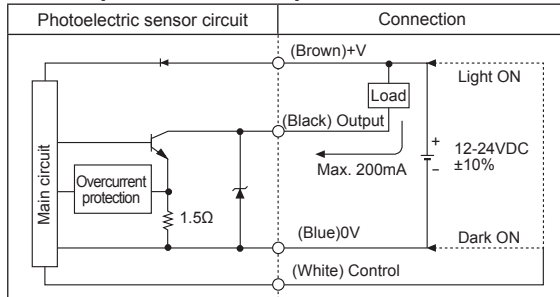 Photoelectric sensor circuit
Connection
(Brown)+V
Light ON
Load
(Black) Output
Max. 200mA
+
12-24VDC
±10%
-
Main circuit
Overcurrent
protection
1.5Ω
(Blue)0V
Dark ON
(White) Control